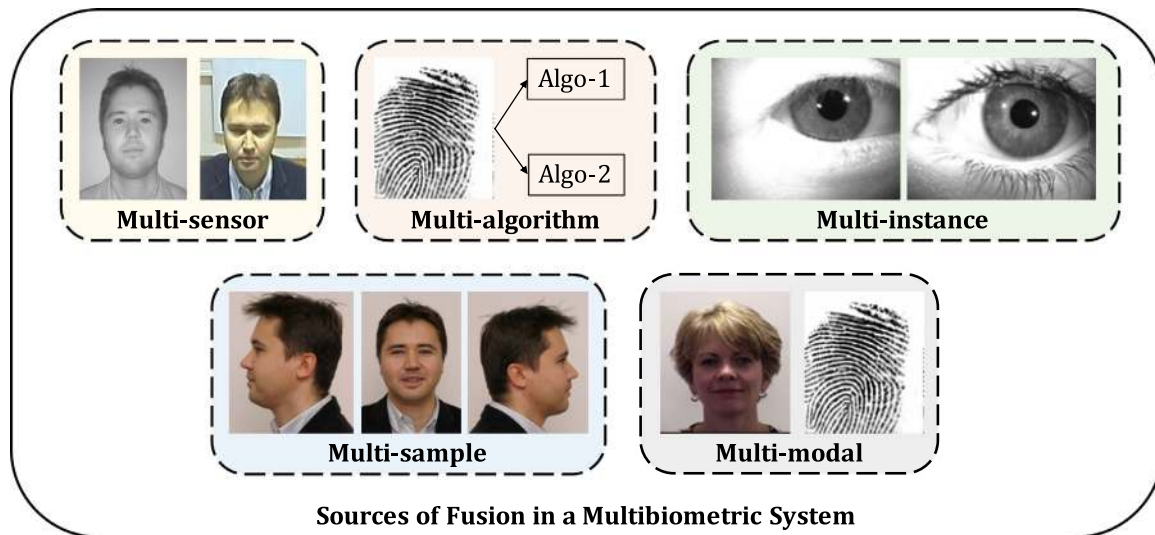 Algo-1
Algo-2
Multi-sensor
Multi-algorithm
Multi-instance
Multi-sample
Multi-modal
Sources of Fusion in a Multibiometric System